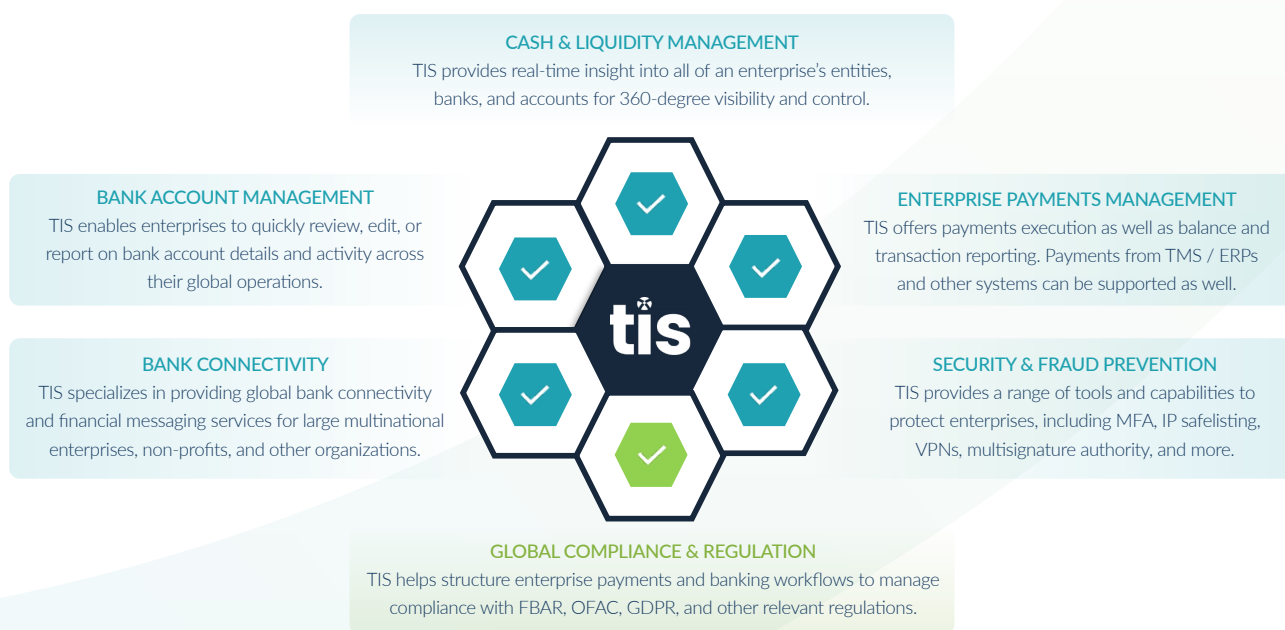 CASH & LIQUIDITY MANAGEMENT
TIS provides real-time insight into all of an enterprise's entities,
banks, and accounts for 360-degree visibility and control.
BANK ACCOUNT MANAGEMENT
TIS enables enterprises to quickly review, edit, or
report on bank account details and activity across
their global operations.
ENTERPRISE PAYMENTS MANAGEMENT
TIS offers payments execution as well as balance and
transaction reporting. Payments from TMS / ERPs
and other systems can be supported as well.
tis
BANK CONNECTIVITY
TIS specializes in providing global bank connectivity
and financial messaging services for large multinational
enterprises, non-profits, and other organizations.
SECURITY & FRAUD PREVENTION
TIS provides a range of tools and capabilities to
protect enterprises, including MFA, IP safelisting,
VPNs, multisignature authority, and more.
GLOBAL COMPLIANCE & REGULATION
TIS helps structure enterprise payments and banking workflows to manage
compliance with FBAR, OFAC, GDPR, and other relevant regulations.